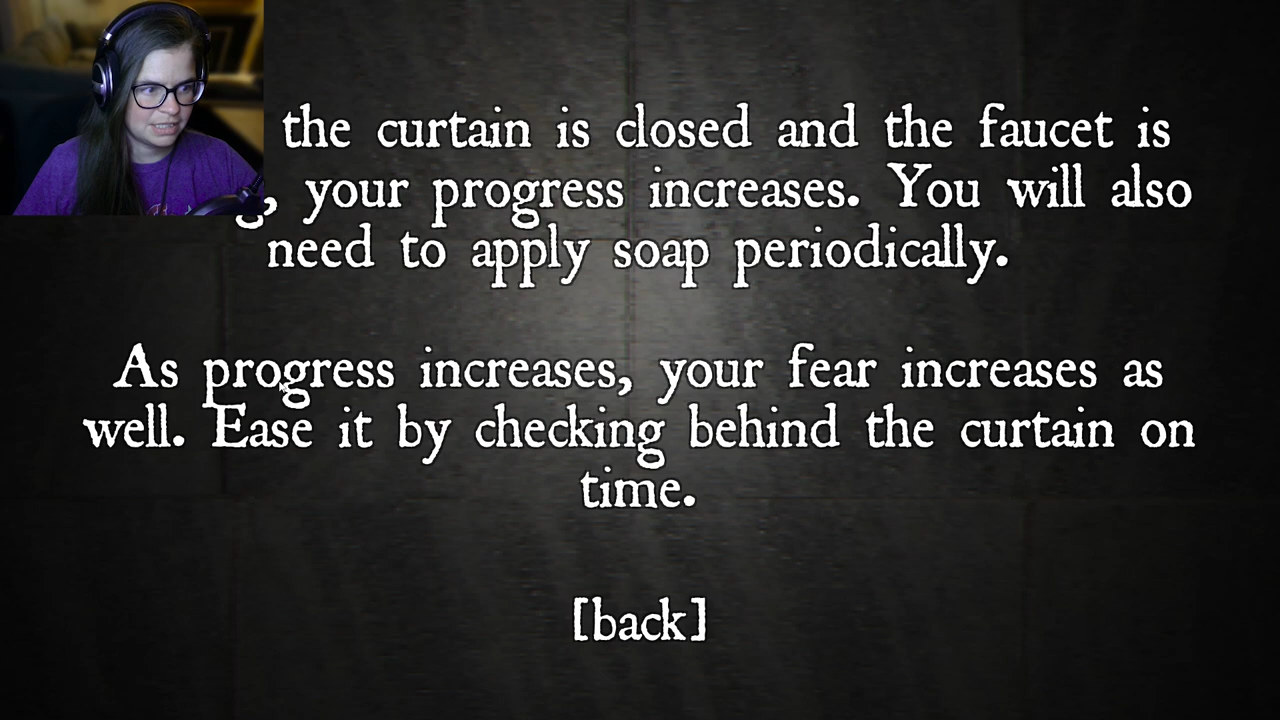 the curtain is closed and the faucet is
your progress increases. You will also
need to apply soap periodically.
As progress increases, your fear increases as
well. Ease it by checking behind the curtain on
time.
[back]